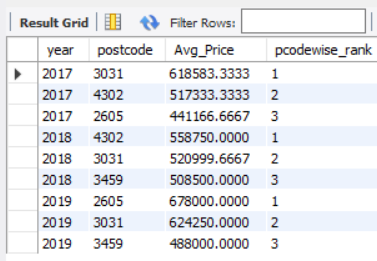 Result Grid Filter Rows:
year postcode Avg_Price pcodewise_rank
2017 3031 618583.3333 1
2017 4302 517333.3333 2
2017 2605 441166.6667 3
2018 4302 558750.0000 1
2018 3031 520999.6667 2
2018 3459 508500.0000 3
2019 2605 678000.0000 1
2019 3031 624250.0000 2
2019 3459 488000.0000 3